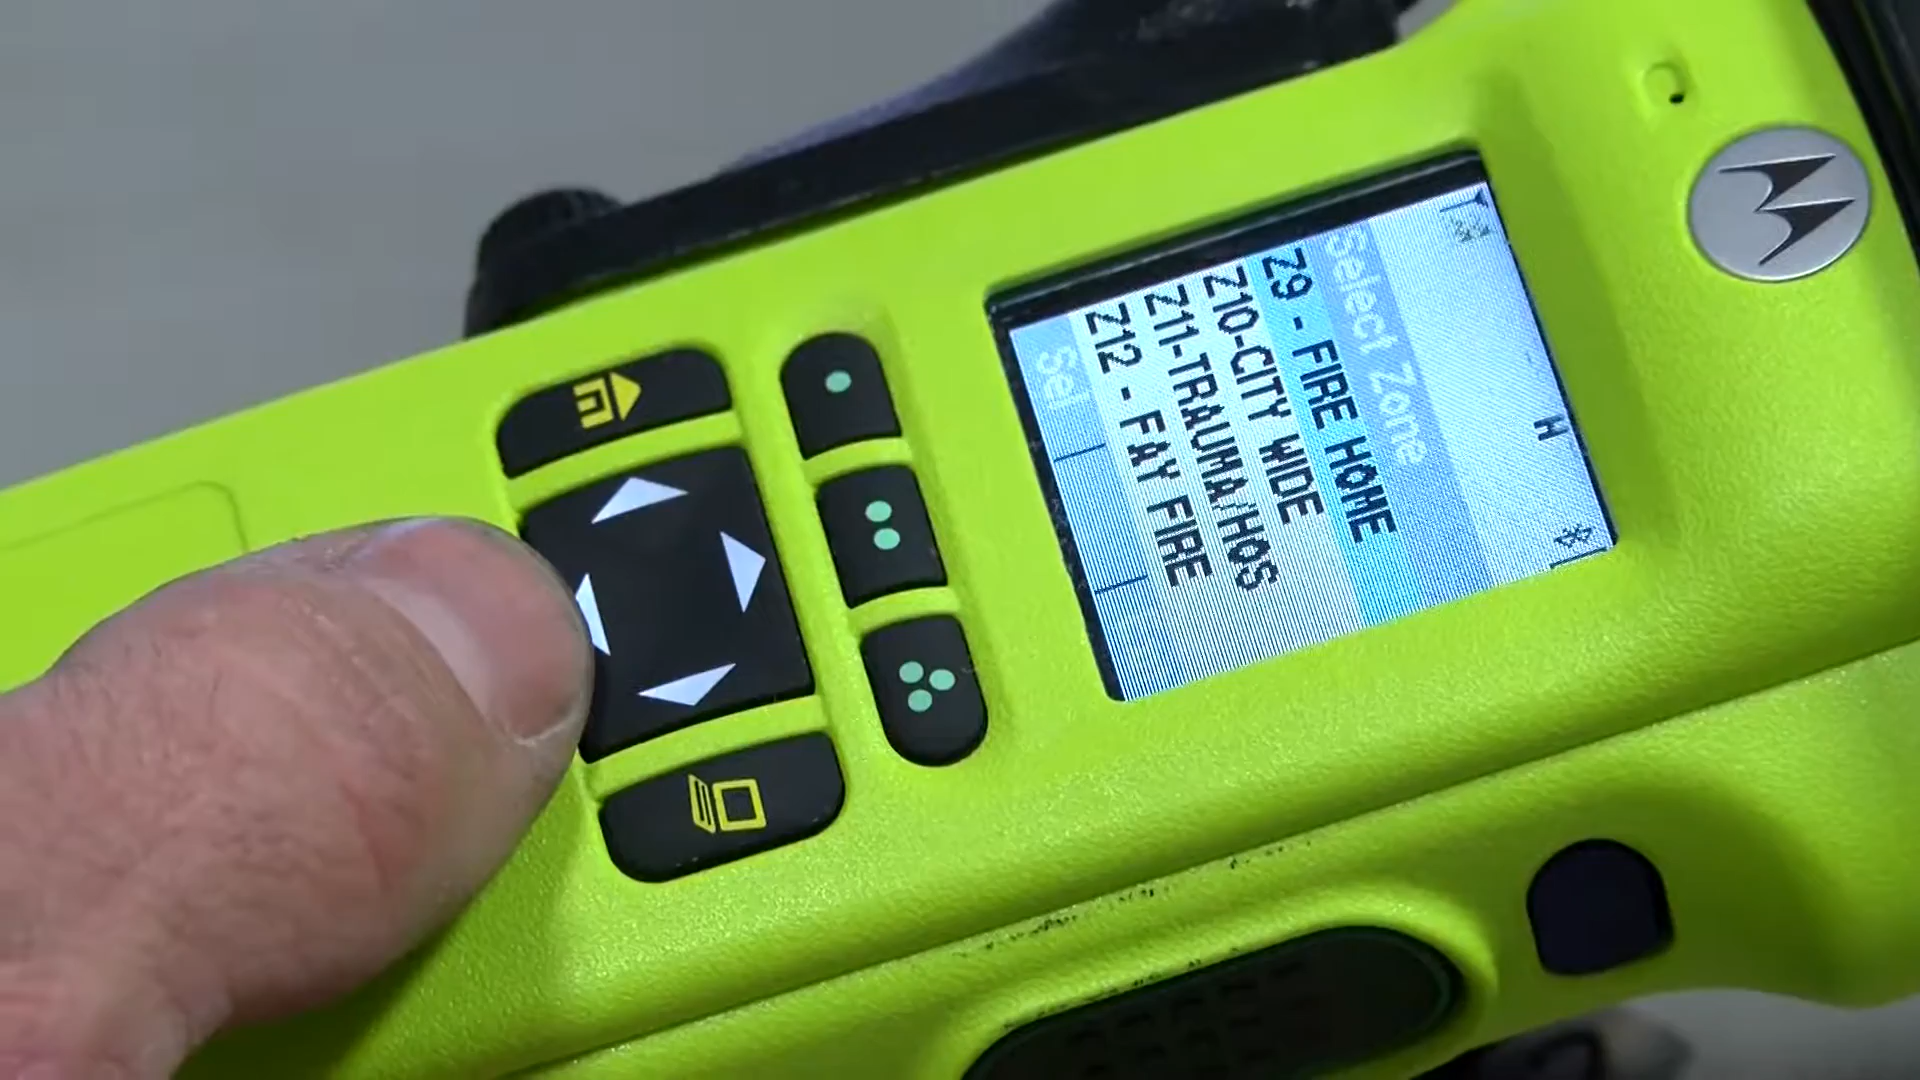 H
Select Zone
Z9 - FIRE HOME
Z10-CITY WIDE
Z11-TRAUMA/HOS
Z12 - FAY FIRE
Sel